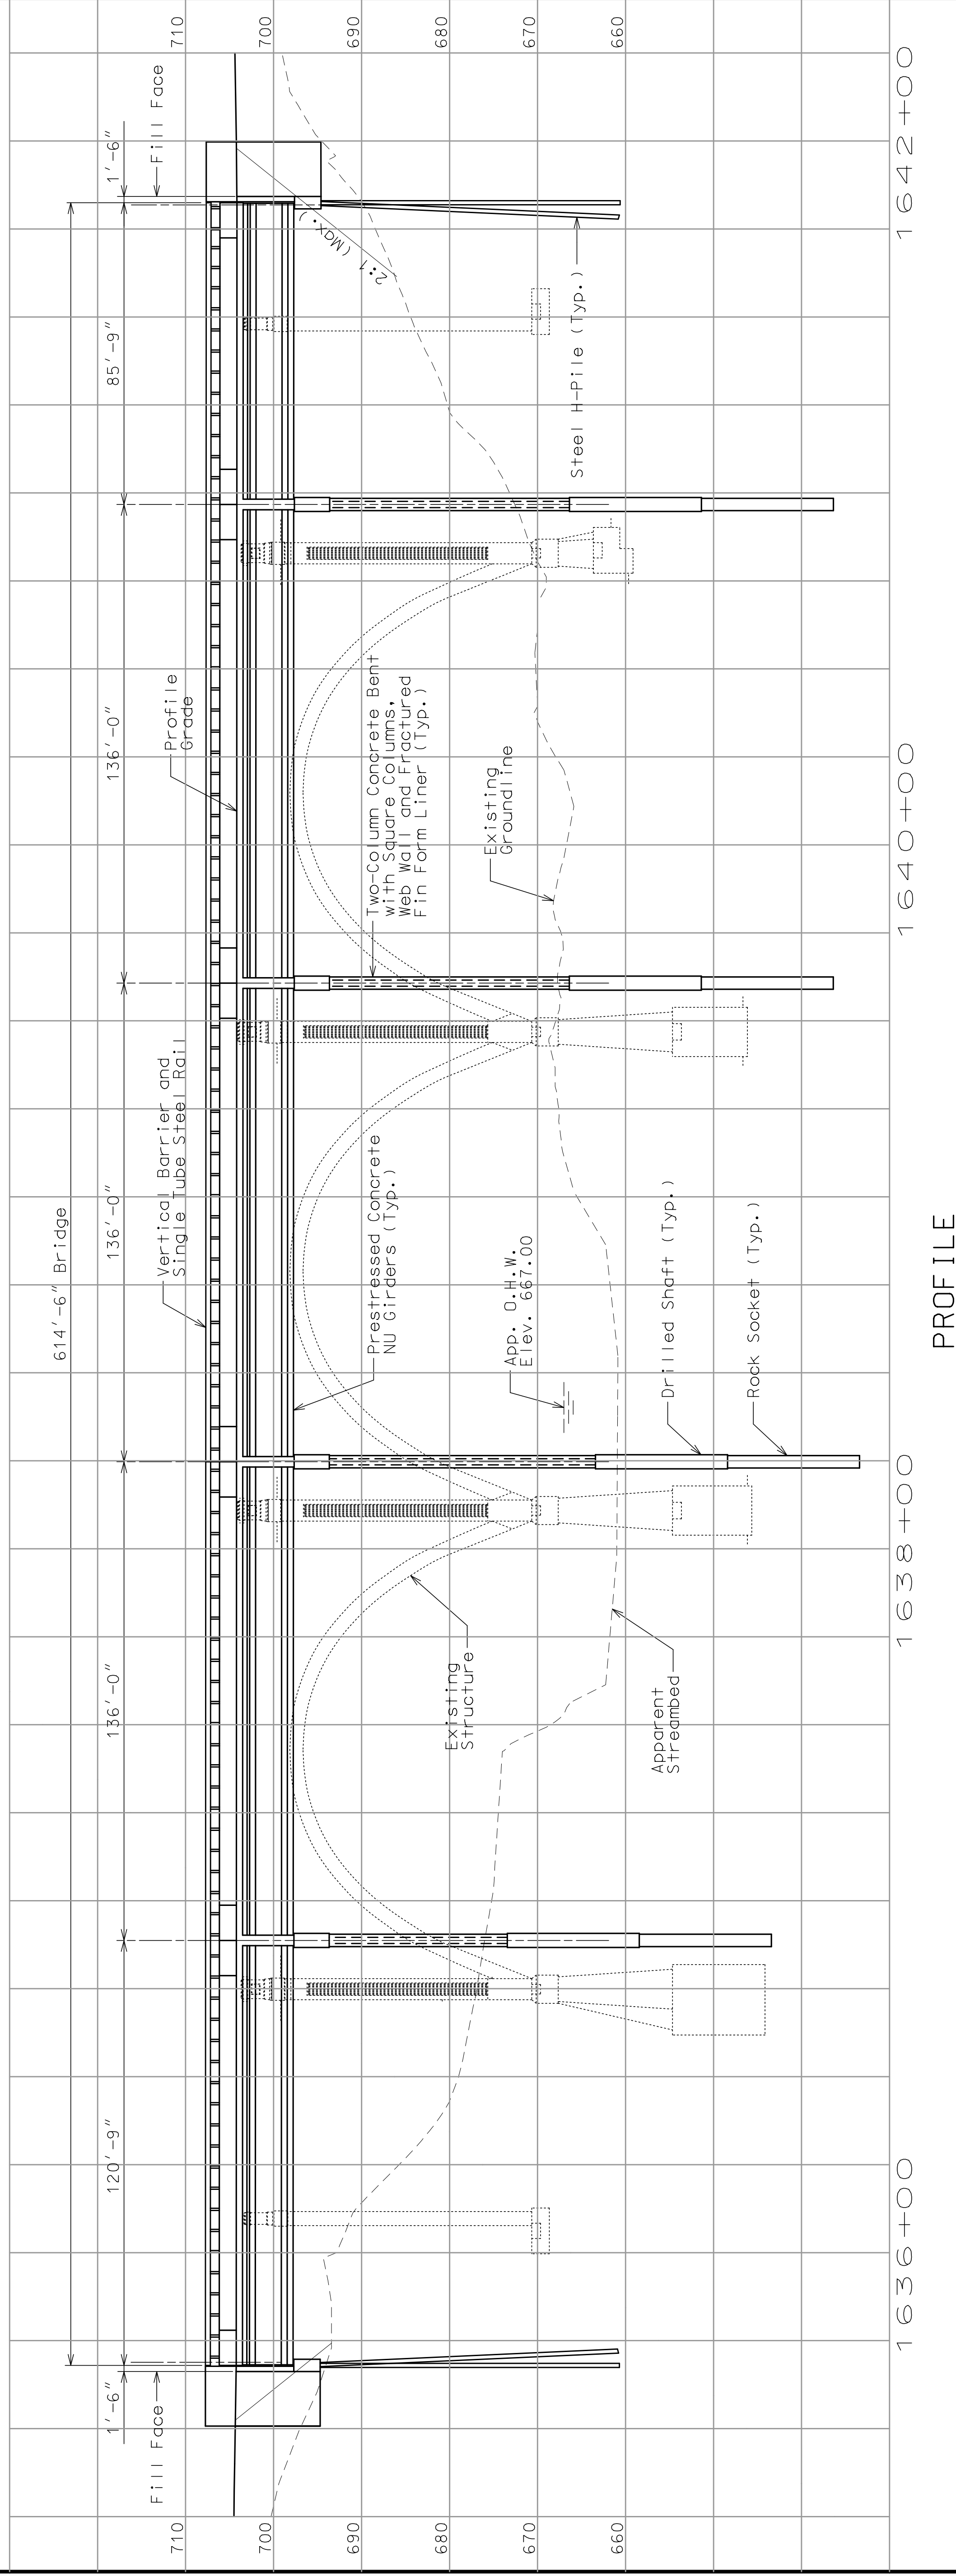 614'-6" Bridge
1'-6"
120'-9"
136'-0"
136'-0"
136'-0"
85'-9"
1'-6"
Fill Face
Fill Face
Vertical Barrier and
Single Tube Steel Rail
Profile
Grade
710
700
690
680
670
660
710
700
690
680
670
660
2:1 (Max.)
Existing
Structure
Prestressed Concrete
NU Girders (Typ.)
Two-Column Concrete Bent
with Square Columns,
Web Wall and Fractured
Fin Form Liner (Typ.)
App. O.H.W.
Elev. 667.00
Existing
Groundline
Steel H-Pile (Typ.)
Apparent
Streambed
Drilled Shaft (Typ.)
Rock Socket (Typ.)
1636+00
1638+00
1640+00
1642+00
PROFILE